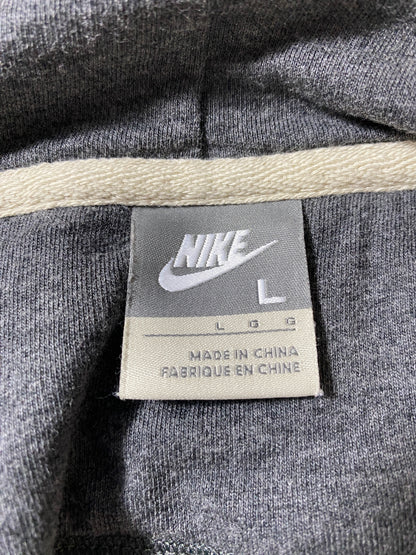 NIKE
L
L G G
MADE IN CHINA
FABRIQUE EN CHINE